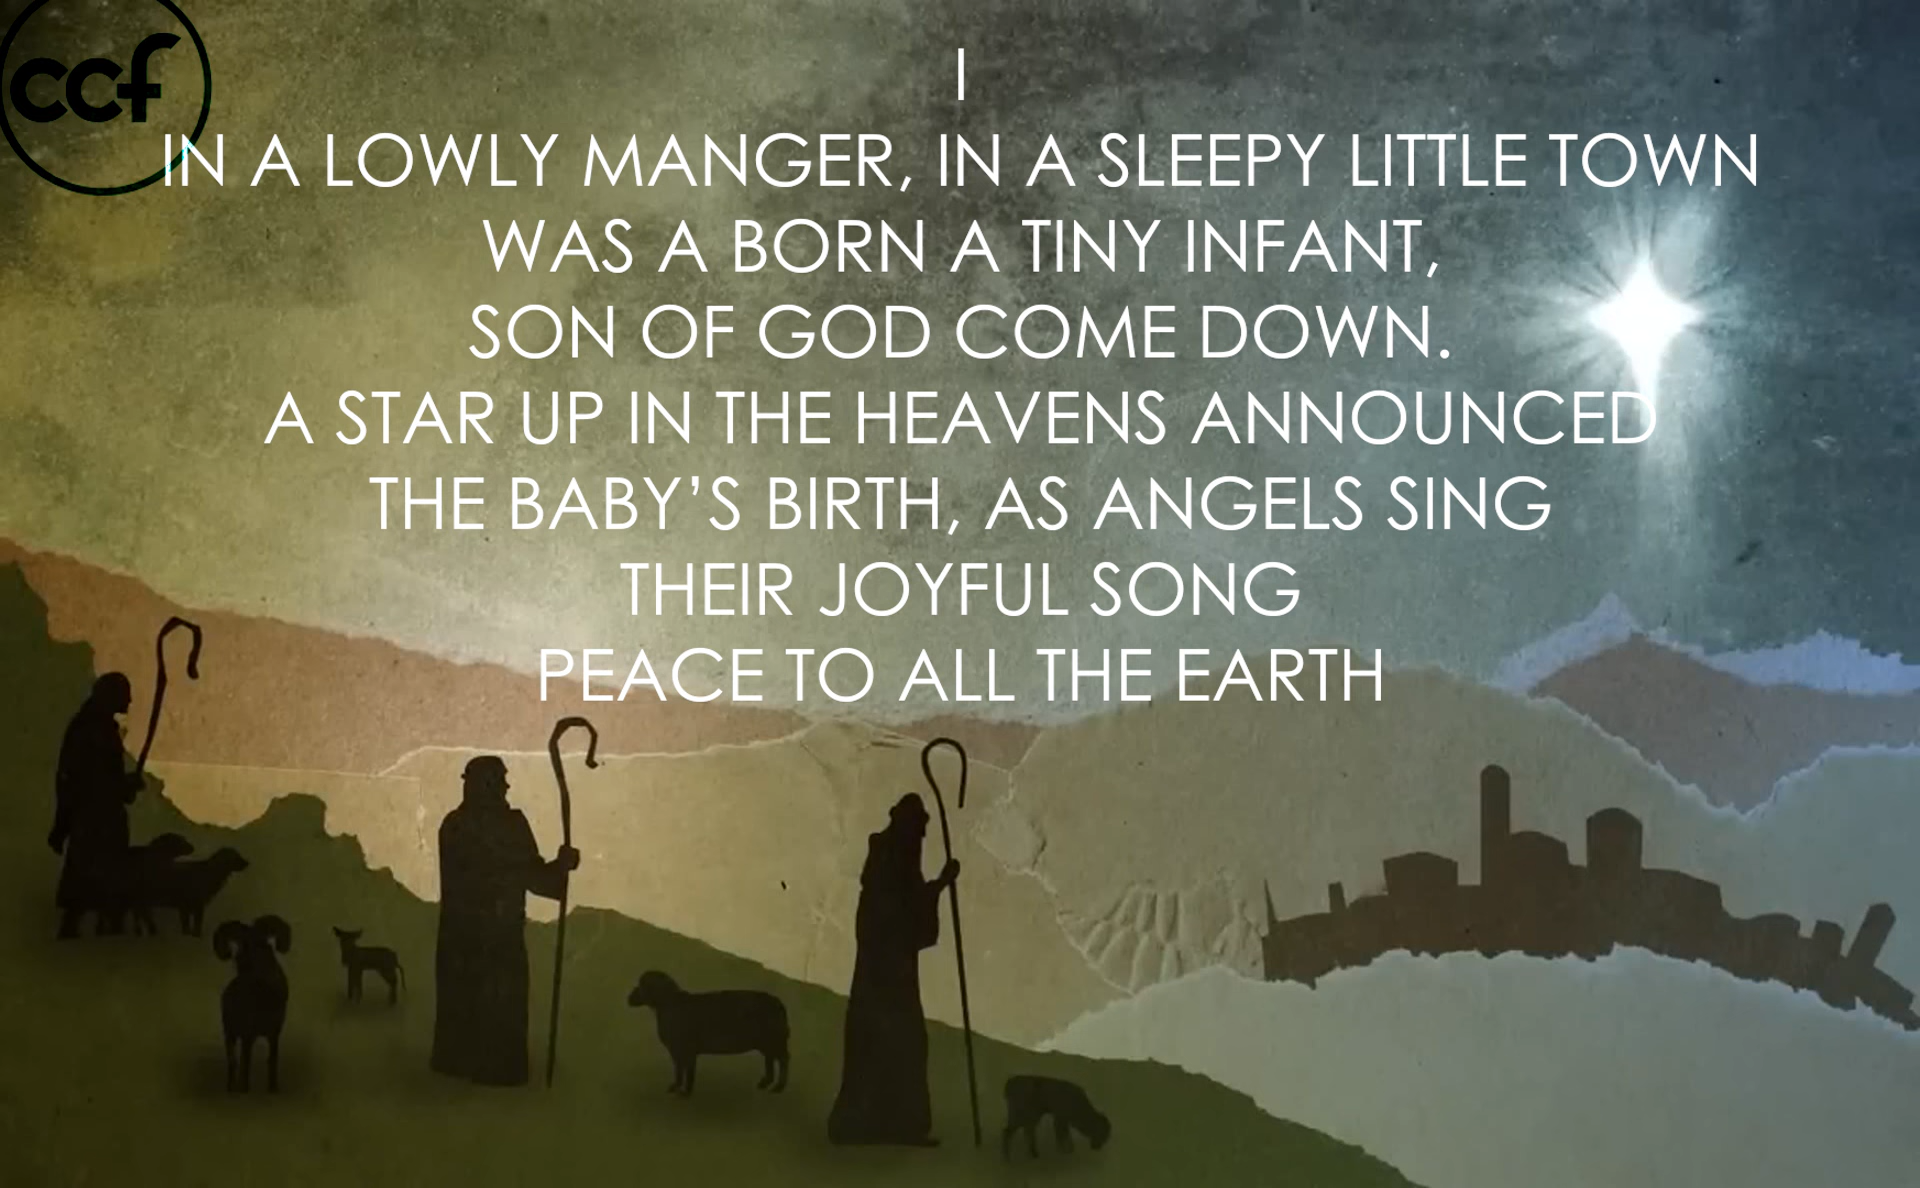 ccf
I
IN A LOWLY MANGER, IN A SLEEPY LITTLE TOWN
WAS A BORN A TINY INFANT,
SON OF GOD COME DOWN.
A STAR UP IN THE HEAVENS ANNOUNCED
THE BABY’S BIRTH, AS ANGELS SING
THEIR JOYFUL SONG
PEACE TO ALL THE EARTH